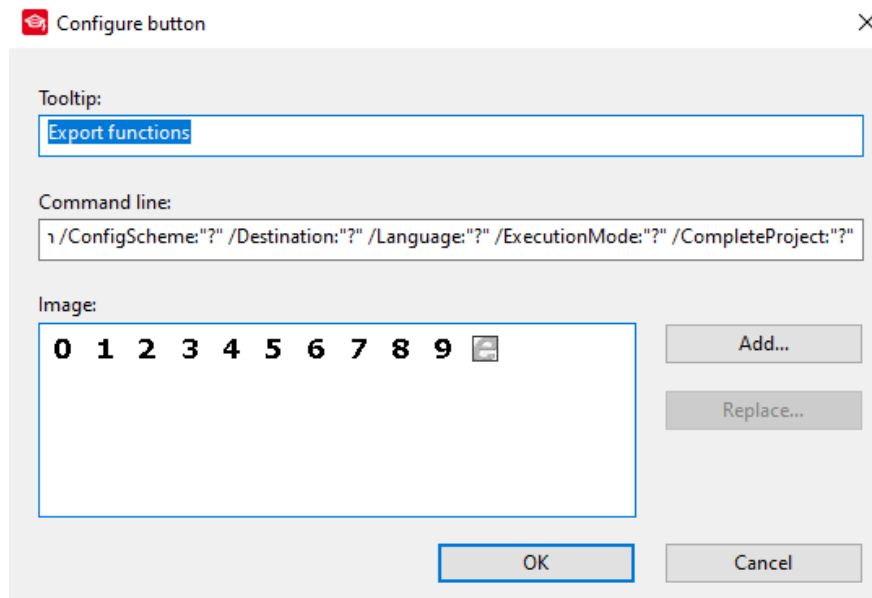 Configure button
Tooltip:
Export functions
Command line:
/ConfigScheme:"?" /Destination:"?" /Language:"?" /ExecutionMode:"?" /CompleteProject:"?"
Image:
0 1 2 3 4 5 6 7 8 9 e
Add...
Replace...
OK
Cancel